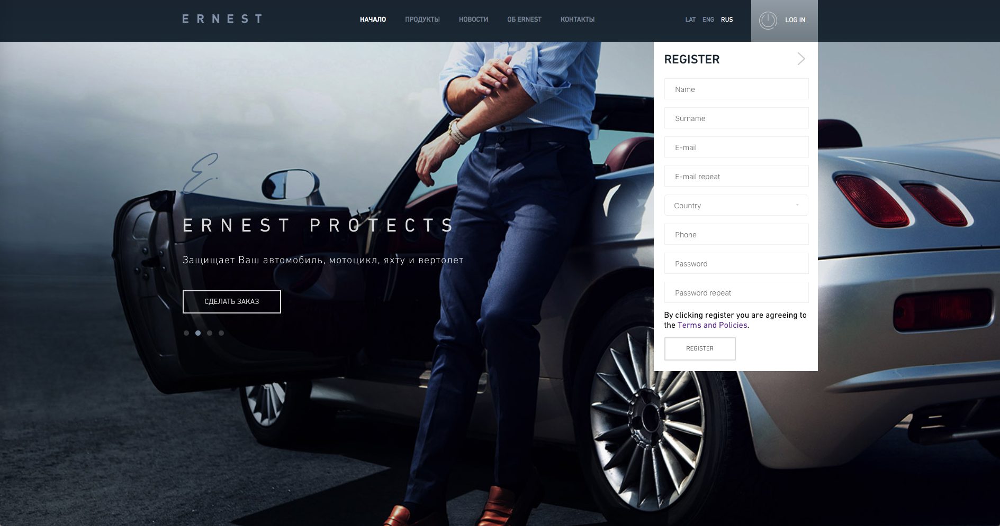 ERNEST
НАЧАЛО ПРОДУКТЫ НОВОСТИ ОБ ERNEST КОНТАКТЫ
LAT ENG RUS
LOG IN
REGISTER
Name
Surname
E-mail
E-mail repeat
Country
Phone
Password
Password repeat
By clicking register you are agreeing to
the Terms and Policies.
REGISTER
E.
ERNEST PROTECTS
Защищает Ваш автомобиль, мотоцикл, яхту и вертолет
СДЕЛАТЬ ЗАКАЗ